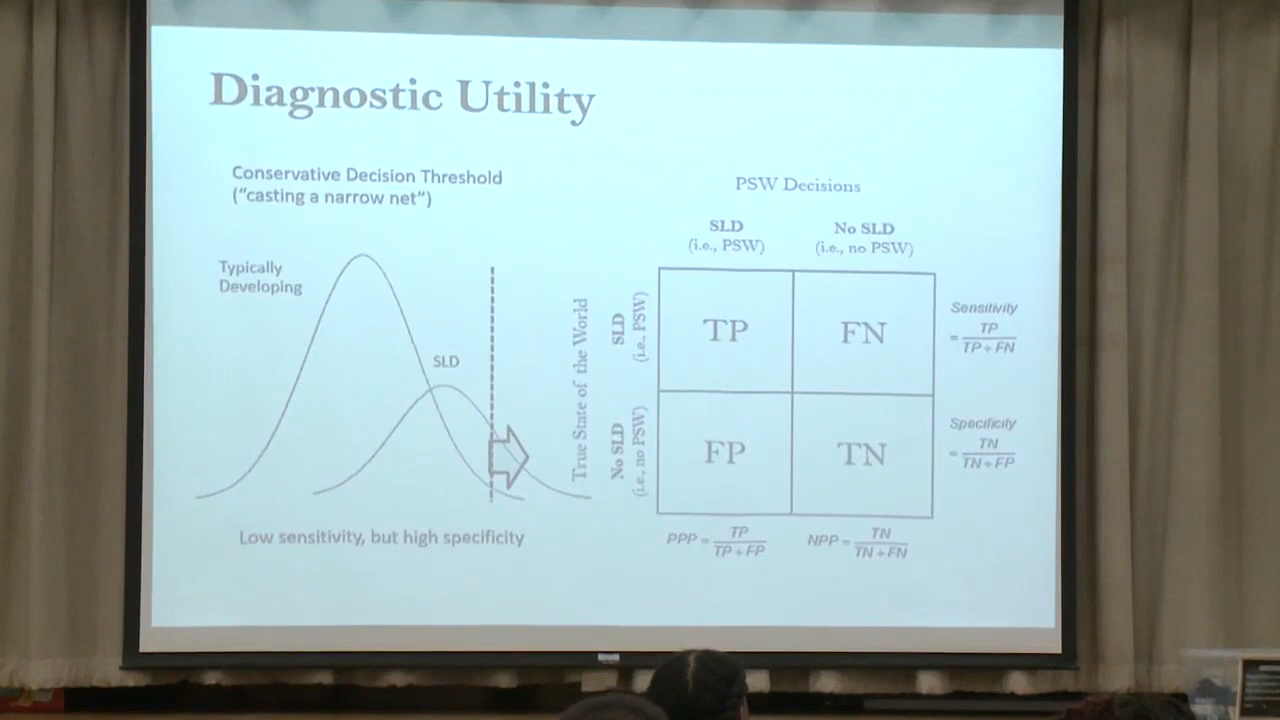 Diagnostic Utility
Conservative Decision Threshold
("casting a narrow net")
Typically
Developing
SLD
Low sensitivity, but high specificity
PSW Decisions
SLD
(i.e., PSW)
No SLD
(i.e., no PSW)
True State of the World
SLD
(i.e., PSW)
No SLD
(i.e., no PSW)
TP
FN
FP
TN
Sensitivity
= TP
TP+FN
Specificity
= TN
TN+FP
PPP = TP
TP+FP
NPP = TN
TN+FN